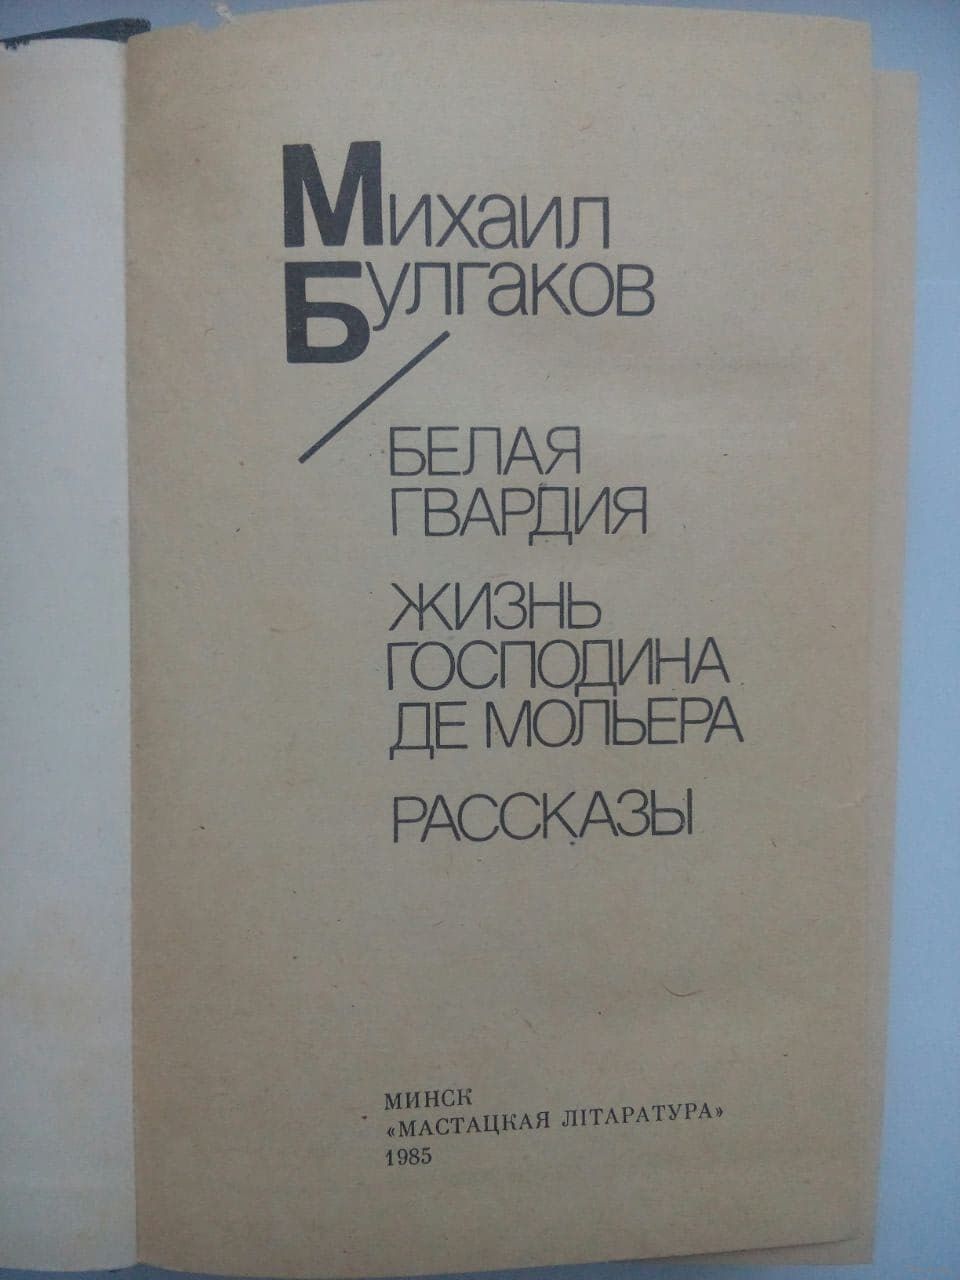 Михаил
Булгаков
БЕЛАЯ
ГВАРДИЯ
ЖИЗНЬ
ГОСПОДИНА
ДЕ МОЛЬЕРА
РАССКАЗЫ
МИНСК
«МАСТАЦКАЯ ЛІТАРАТУРА»
1985